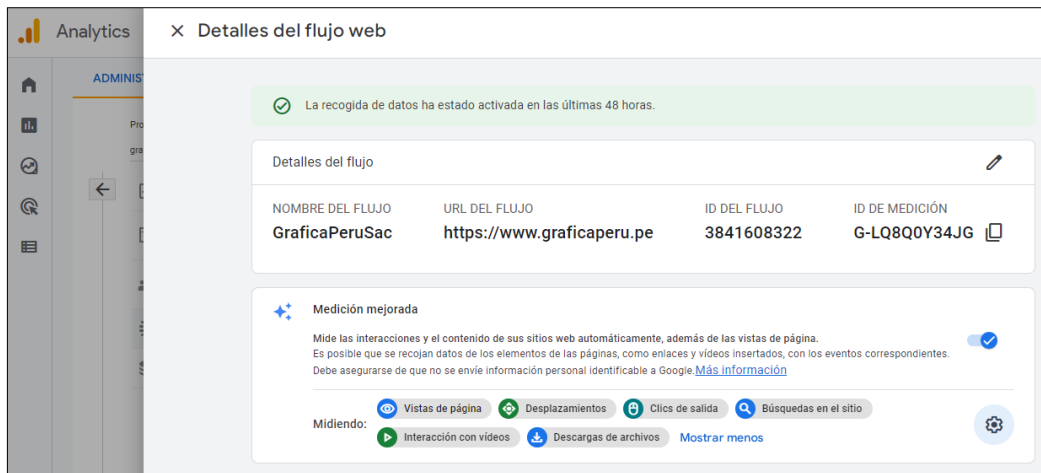 Analytics
Detalles del flujo web
ADMINIS
La recogida de datos ha estado activada en las últimas 48 horas.
Pro
gra
Detalles del flujo
NOMBRE DEL FLUJO URL DEL FLUJO ID DEL FLUJO ID DE MEDICIÓN
GraficaPeruSac https://www.graficaperu.pe 3841608322 G-LQ8Q0Y34JG
Medición mejorada
Mide las interacciones y el contenido de sus sitios web automáticamente, además de las vistas de página.
Es posible que se recojan datos de los elementos de las páginas, como enlaces y vídeos insertados, con los eventos correspondientes.
Debe asegurarse de que no se envíe información personal identificable a Google.Más información
Midiendo:
Vistas de página Desplazamientos Clics de salida Búsquedas en el sitio
Interacción con vídeos Descargas de archivos Mostrar menos